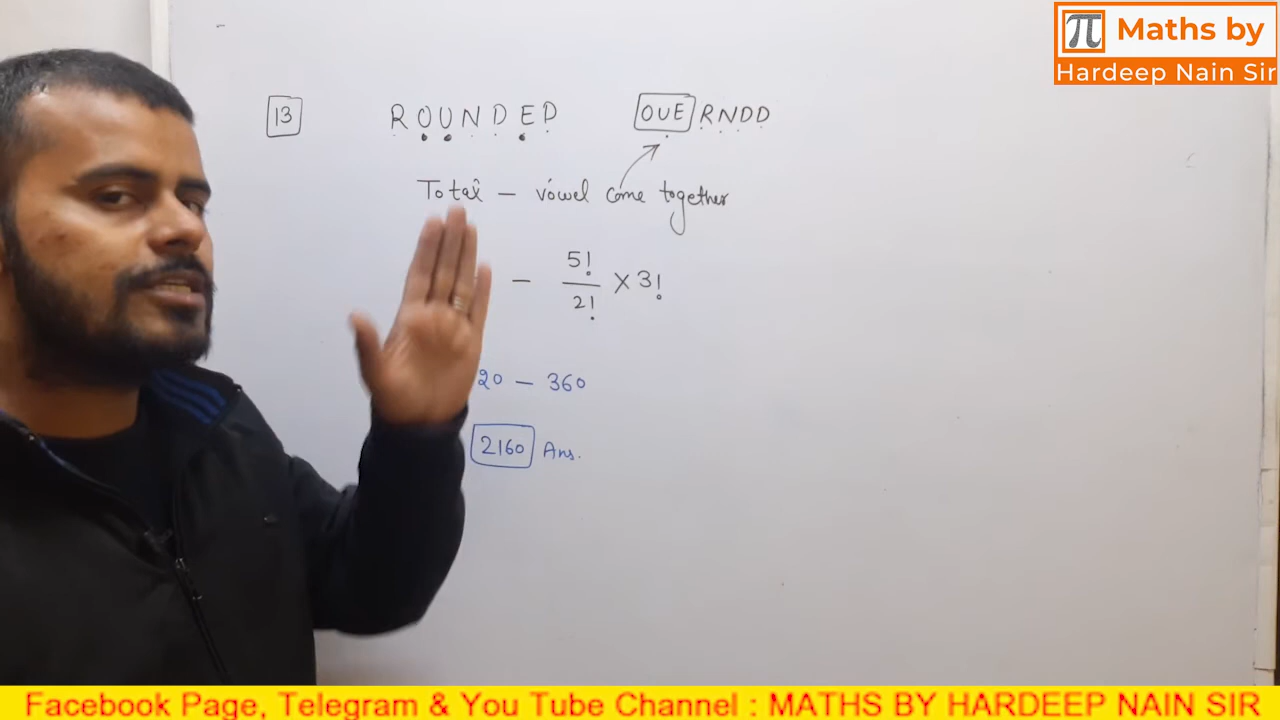 π Maths by
Hardeep Nain Sir
13 ROUNDED OUE RNDD
Total — vowel come together
— 5!/2! × 3!
20 — 360
2160 Ans.
Facebook Page, Telegram & You Tube Channel : MATHS BY HARDEEP NAIN SIR